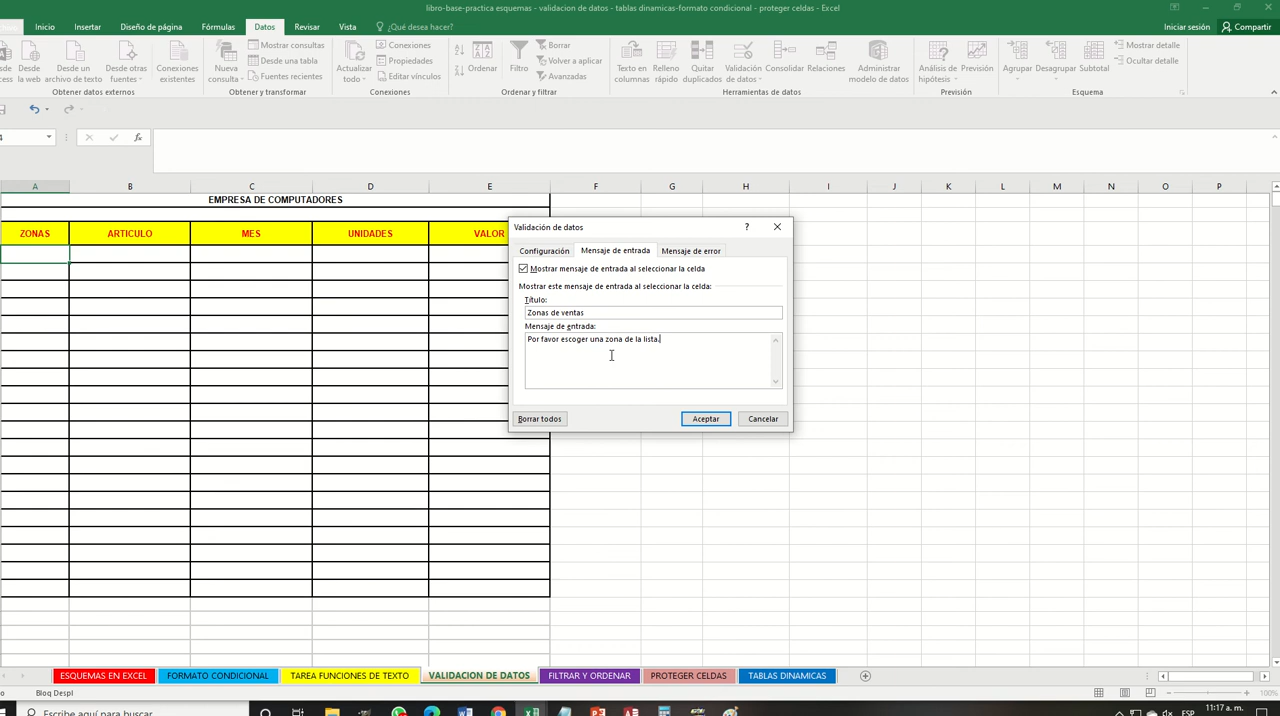 libro-base-practica esquemas - validacion de datos - tablas dinamicas-formato condicional - proteger celdas - Excel
Inicio Insertar Diseño de página Fórmulas Datos Revisar Vista ¿Qué desea hacer? Iniciar sesión Compartir
Desde la web
Desde un archivo de texto
Desde otras fuentes
Conexiones existentes
Nueva consulta
Mostrar consultas
Desde una tabla
Fuentes recientes
Actualizar todo
Conexiones
Propiedades
Editar vínculos
Ordenar
Filtro
Borrar
Volver a aplicar
Avanzadas
Texto en columnas
Relleno rápido
Quitar duplicados
Validación de datos
Consolidar
Relaciones
Administrar modelo de datos
Análisis de hipótesis
Previsión
Agrupar
Desagrupar
Subtotal
Mostrar detalle
Ocultar detalle
Obtener datos externos Obtener y transformar Conexiones Ordenar y filtrar Herramientas de datos Previsión Esquema
fx
A B C D E F G H I J K L M N O P
EMPRESA DE COMPUTADORES
ZONAS ARTICULO MES UNIDADES VALOR
Validación de datos ?
Configuración Mensaje de entrada Mensaje de error
Mostrar mensaje de entrada al seleccionar la celda
Mostrar este mensaje de entrada al seleccionar la celda:
Título:
Zonas de ventas
Mensaje de entrada:
Por favor escoger una zona de la lista.
Borrar todos Aceptar Cancelar
ESQUEMAS EN EXCEL FORMATO CONDICIONAL TAREA FUNCIONES DE TEXTO VALIDACION DE DATOS FILTRAR Y ORDENAR PROTEGER CELDAS TABLAS DINAMICAS
Bloq Despl 100%
Escribe aquí para buscar ESP 11:17 a. m.